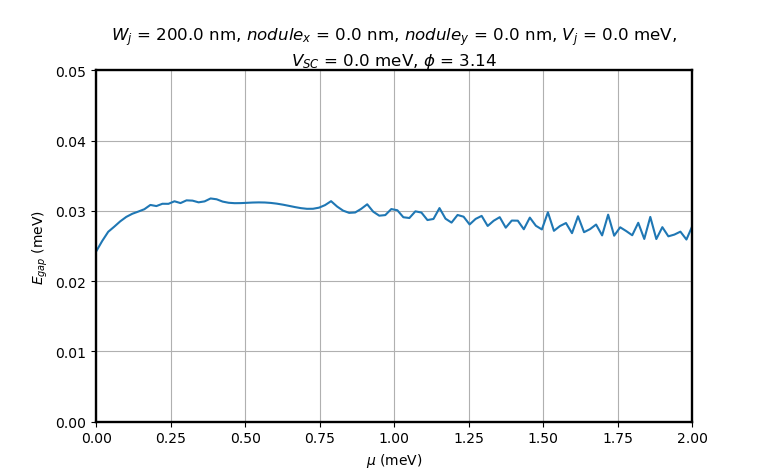 W_j = 200.0 nm, nodule_x = 0.0 nm, nodule_y = 0.0 nm, V_j = 0.0 meV,
V_SC = 0.0 meV, ϕ = 3.14
0.05
0.04
0.03
0.02
0.01
0.00
E_gap (meV)
0.00 0.25 0.50 0.75 1.00 1.25 1.50 1.75 2.00
μ (meV)